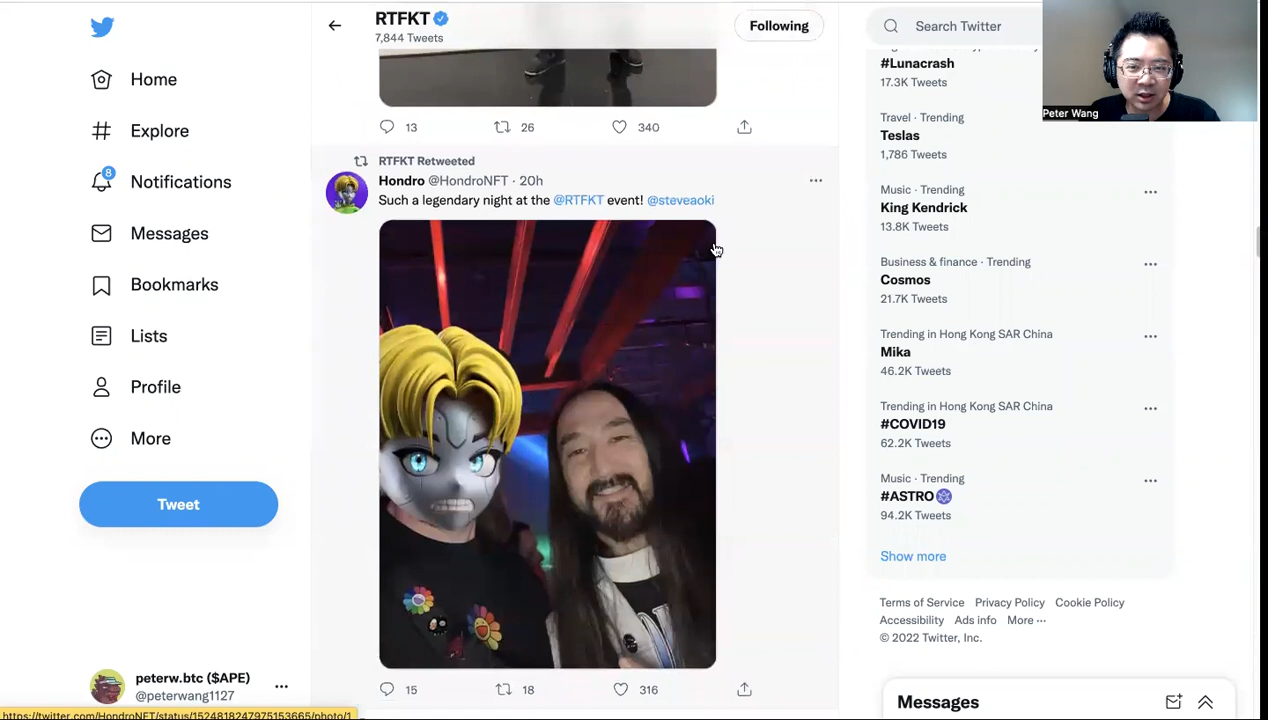 RTFKT
7,844 Tweets
Following
Search Twitter
Home
Explore
8
Notifications
Messages
Bookmarks
Lists
Profile
More
Tweet
peterw.btc ($APE)
@peterwang1127
https://twitter.com/HondroNFT/status/1524818247975153665/photo/1
13
26
340
RTFKT Retweeted
Hondro @HondroNFT · 20h
Such a legendary night at the @RTFKT event! @steveaoki
15
18
316
#Lunacrash
17.3K Tweets
Travel · Trending
Teslas
1,786 Tweets
Music · Trending
King Kendrick
13.8K Tweets
Business & finance · Trending
Cosmos
21.7K Tweets
Trending in Hong Kong SAR China
Mika
46.2K Tweets
Trending in Hong Kong SAR China
#COVID19
62.2K Tweets
Music · Trending
#ASTRO
94.2K Tweets
Show more
Terms of Service Privacy Policy Cookie Policy
Accessibility Ads info More ···
© 2022 Twitter, Inc.
Messages
Peter Wang